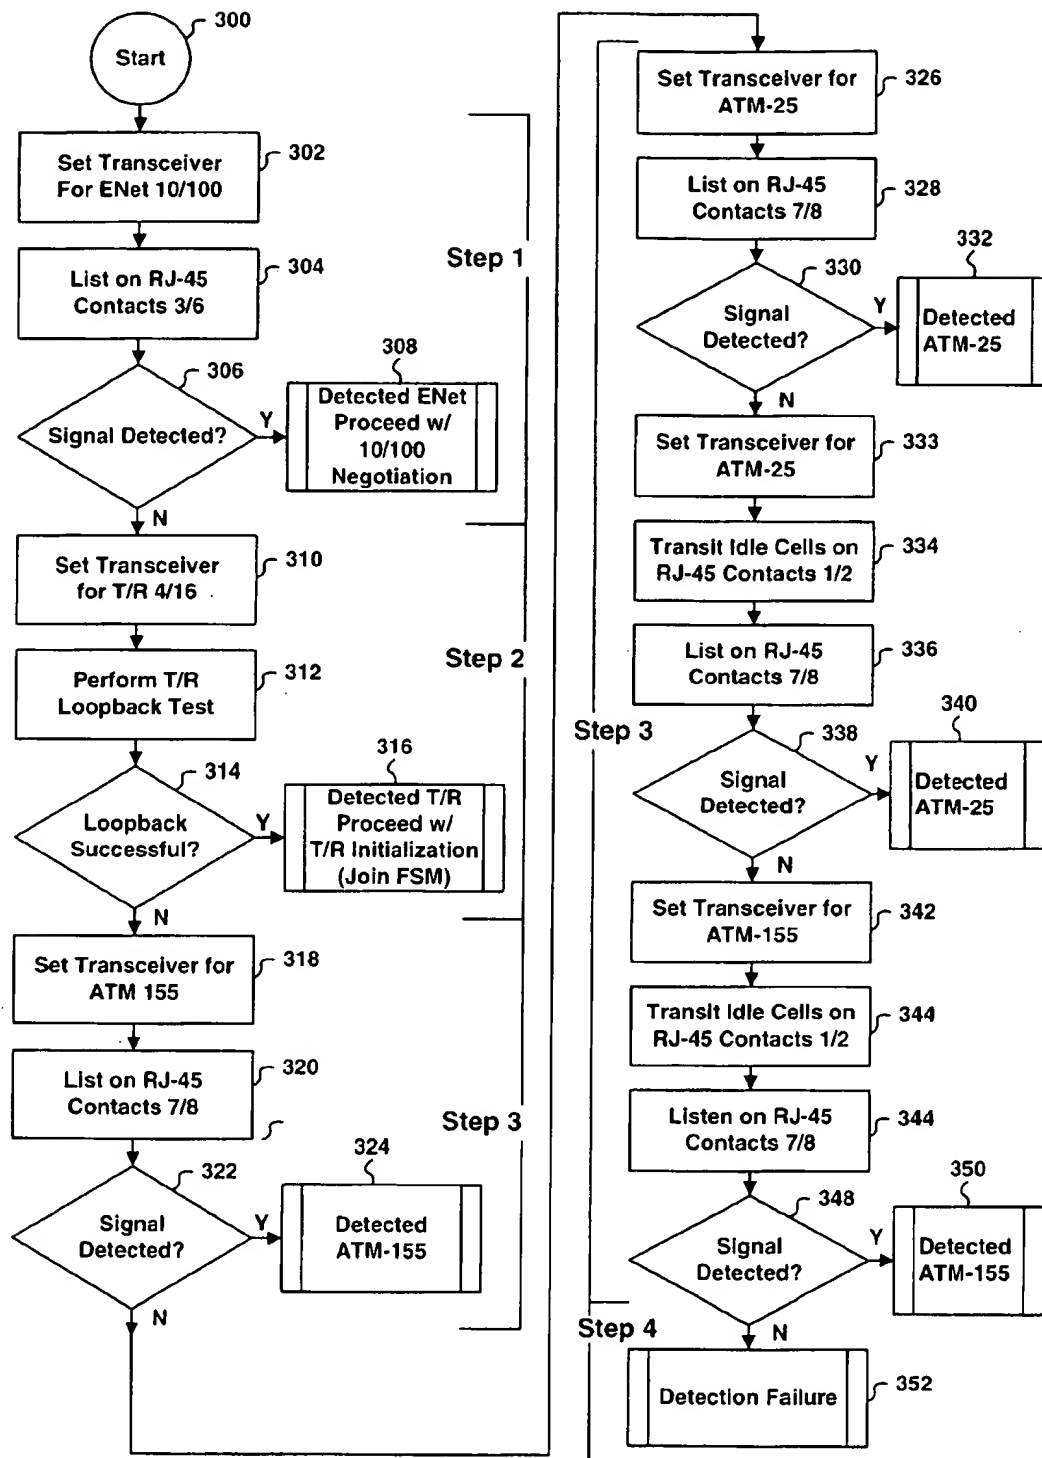 300
Start
302
Set Transceiver
For ENet 10/100
304
List on RJ-45
Contacts 3/6
Step 1
306
Signal Detected?
Y
N
308
Detected ENet
Proceed w/
10/100
Negotiation
310
Set Transceiver
for T/R 4/16
Step 2
312
Perform T/R
Loopback Test
314
Loopback
Successful?
Y
N
316
Detected T/R
Proceed w/
T/R Initialization
(Join FSM)
318
Set Transceiver for
ATM 155
320
List on RJ-45
Contacts 7/8
Step 3
322
Signal
Detected?
Y
N
324
Detected
ATM-155
326
Set Transceiver for
ATM-25
328
List on RJ-45
Contacts 7/8
330
Signal
Detected?
Y
N
332
Detected
ATM-25
333
Set Transceiver for
ATM-25
334
Transit Idle Cells on
RJ-45 Contacts 1/2
336
List on RJ-45
Contacts 7/8
Step 3
338
Signal
Detected?
Y
N
340
Detected
ATM-25
342
Set Transceiver for
ATM-155
344
Transit Idle Cells on
RJ-45 Contacts 1/2
344
Listen on RJ-45
Contacts 7/8
348
Signal
Detected?
Y
N
350
Detected
ATM-155
Step 4
352
Detection Failure